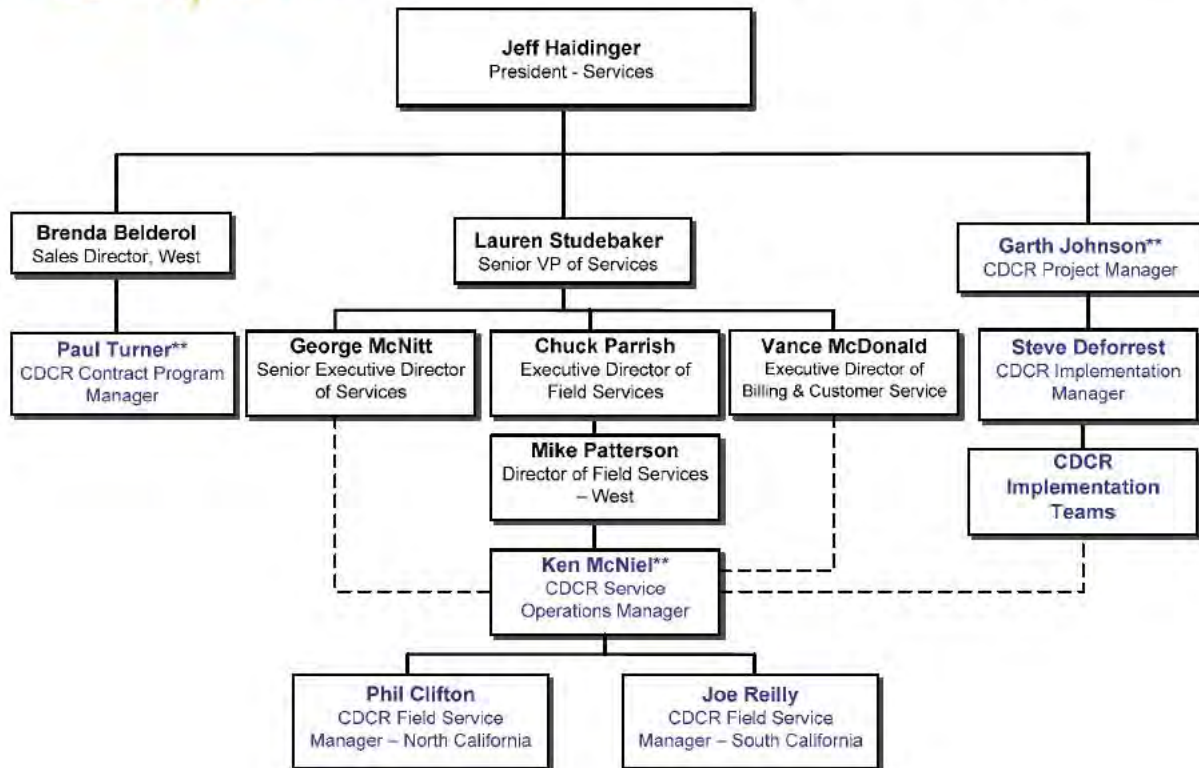 Jeff Haidinger
President - Services
Brenda Belderol
Sales Director, West
Lauren Studebaker
Senior VP of Services
Garth Johnson**
CDCR Project Manager
Paul Turner**
CDCR Contract Program
Manager
George McNitt
Senior Executive Director
of Services
Chuck Parrish
Executive Director of
Field Services
Vance McDonald
Executive Director of
Billing & Customer Service
Steve Deforrest
CDCR Implementation
Manager
Mike Patterson
Director of Field Services
– West
CDCR
Implementation
Teams
Ken McNiel**
CDCR Service
Operations Manager
Phil Clifton
CDCR Field Service
Manager – North California
Joe Reilly
CDCR Field Service
Manager – South California